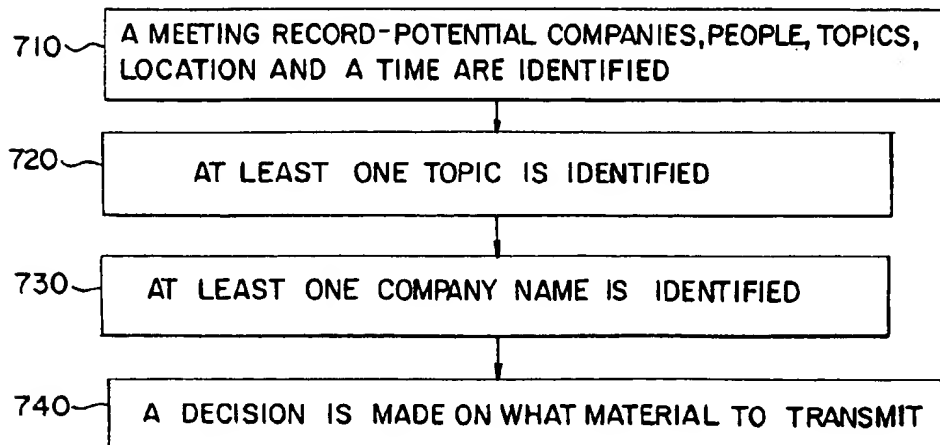 710
A MEETING RECORD-POTENTIAL COMPANIES, PEOPLE, TOPICS,
LOCATION AND A TIME ARE IDENTIFIED
720
AT LEAST ONE TOPIC IS IDENTIFIED
730
AT LEAST ONE COMPANY NAME IS IDENTIFIED
740
A DECISION IS MADE ON WHAT MATERIAL TO TRANSMIT